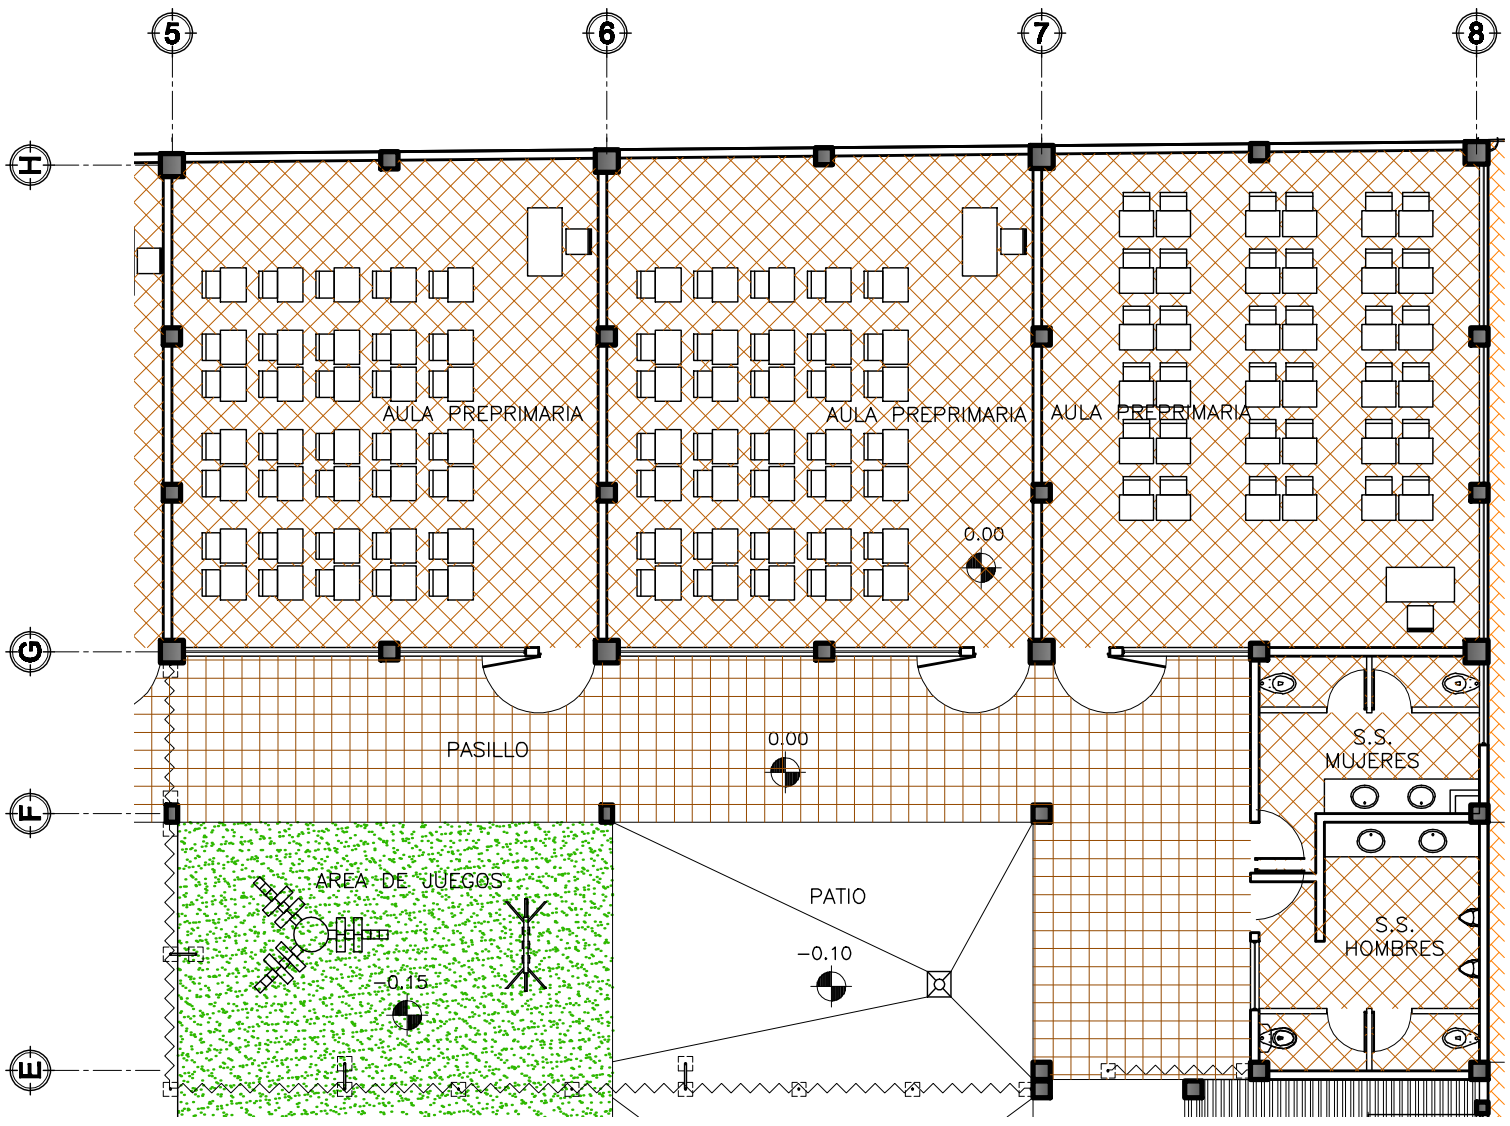 5 6 7 8
H
AULA PREPRIMARIA AULA PREPRIMARIA AULA PREPRIMARIA
0.00
G
PASILLO
0.00
S.S.
MUJERES
F
AREA DE JUEGOS
PATIO
S.S.
HOMBRES
-0.15
-0.10
E